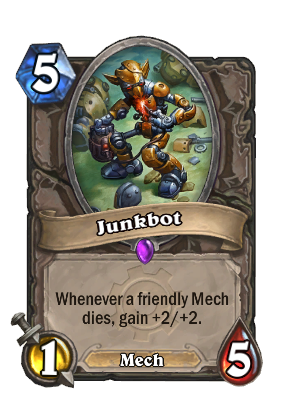 5
Junkbot
Whenever a friendly Mech
dies, gain +2/+2.
1
Mech
5